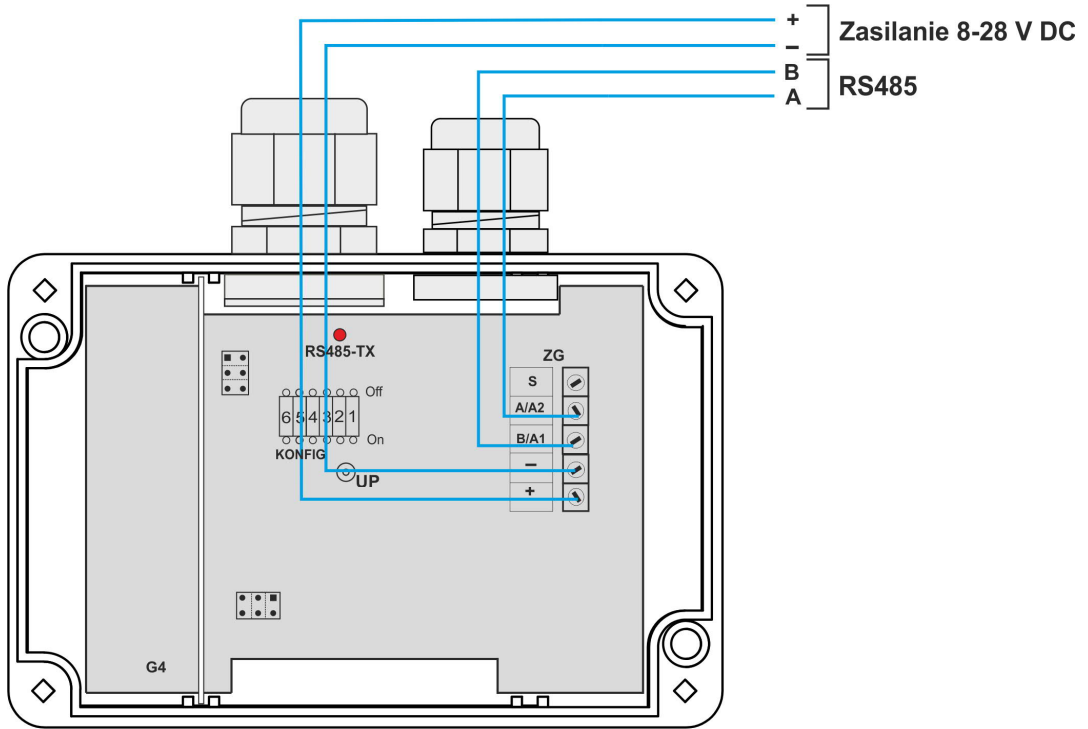 +
Zasilanie 8-28 V DC
–
B
RS485
A
RS485-TX
ZG
S
Off
A/A2
6 5 4 3 2 1
B/A1
On
KONFIG
–
UP
+
G4